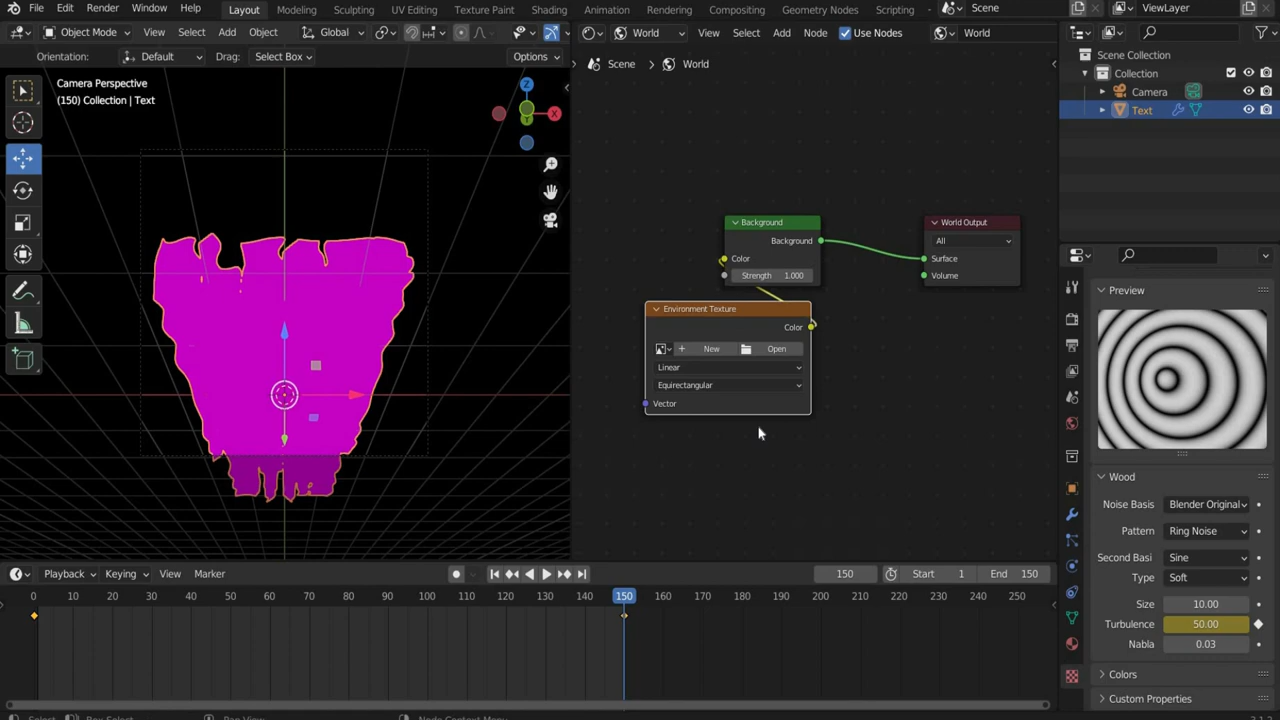 File Edit Render Window Help Layout Modeling Sculpting UV Editing Texture Paint Shading Animation Rendering Compositing Geometry Nodes Scripting Scene ViewLayer
Object Mode View Select Add Object Global World View Select Add Node Use Nodes World
Orientation: Default Drag: Select Box Options
Scene World
Scene Collection
Collection
Camera
Text
Camera Perspective
(150) Collection | Text
Z
X
Y
Background
Background
Color
Strength 1.000
World Output
All
Surface
Volume
Environment Texture
Color
New Open
Linear
Equirectangular
Vector
Preview
Wood
Noise Basis Blender Original
Pattern Ring Noise
Second Basi Sine
Type Soft
Size 10.00
Turbulence 50.00
Nabla 0.03
Colors
Custom Properties
Playback Keying View Marker 150 Start 1 End 150
0 10 20 30 40 50 60 70 80 90 100 110 120 130 140 150 160 170 180 190 200 210 220 230 240 250